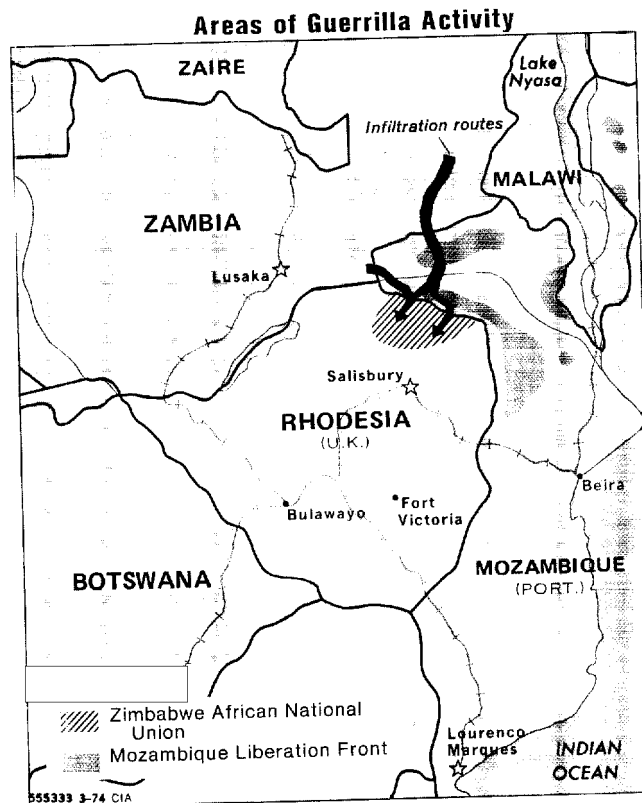 Areas of Guerrilla Activity
ZAIRE
Lake
Nyasa
Infiltration routes
MALAWI
ZAMBIA
Lusaka
Salisbury
RHODESIA
(U.K.)
Beira
Bulawayo
Fort
Victoria
MOZAMBIQUE
(PORT.)
BOTSWANA
Zimbabwe African National
Union
Mozambique Liberation Front
Lourenco
Marques
INDIAN
OCEAN
555333 3-74 CIA